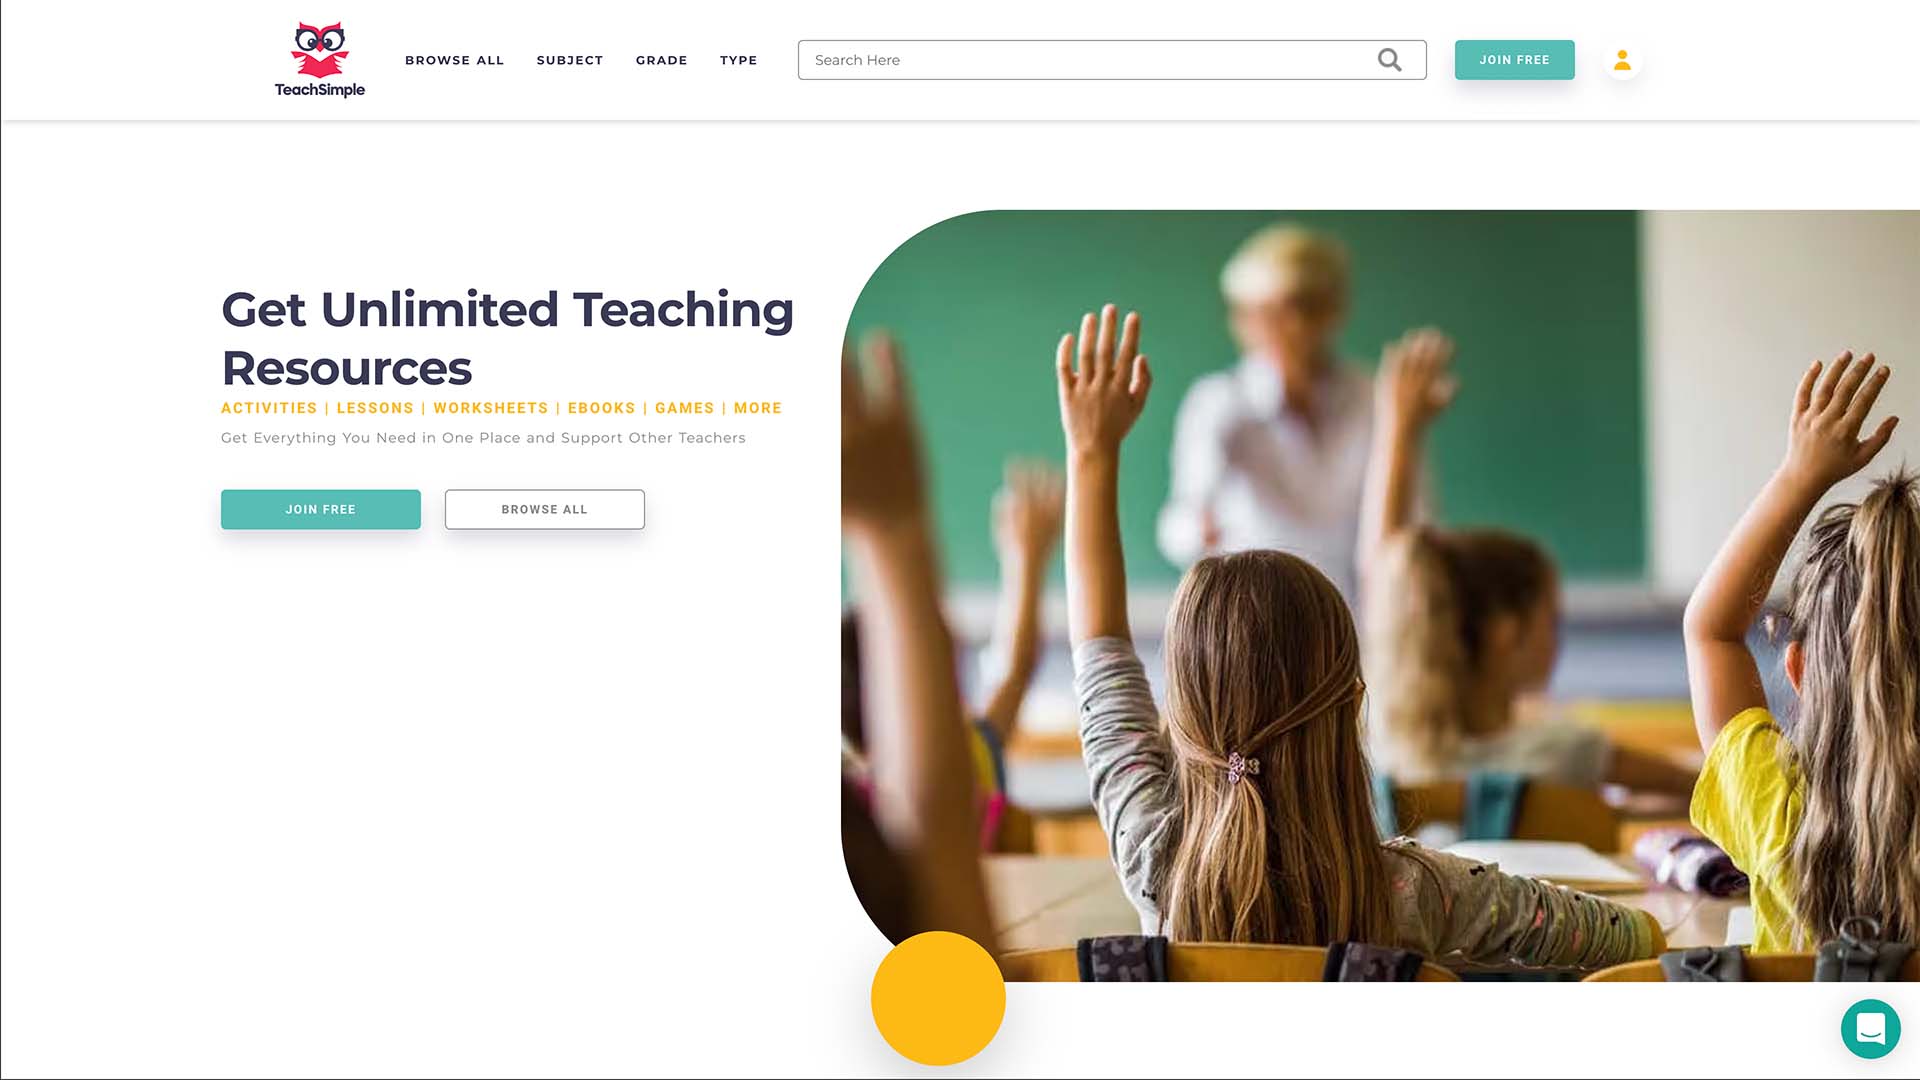 TeachSimple
BROWSE ALL
SUBJECT
GRADE
TYPE
Search Here
JOIN FREE
Get Unlimited Teaching
Resources
ACTIVITIES | LESSONS | WORKSHEETS | EBOOKS | GAMES | MORE
Get Everything You Need in One Place and Support Other Teachers
JOIN FREE
BROWSE ALL